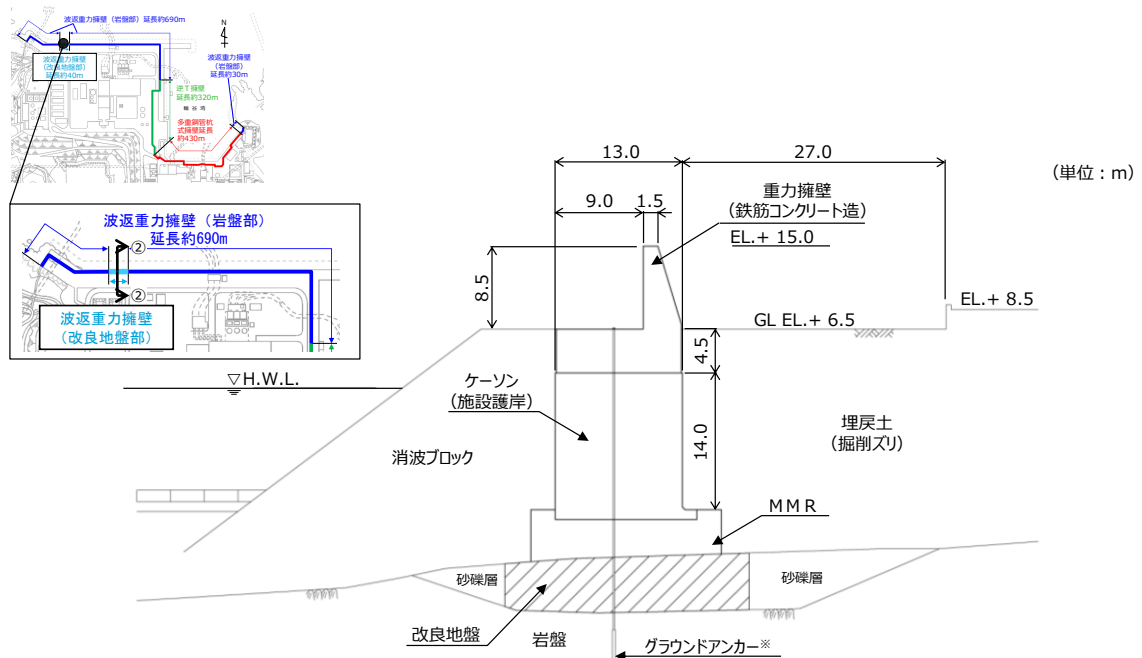 波返重力擁壁（岩盤部）延長約690m
N
波返重力擁壁
（改良地盤部）
延長約40m
波返重力擁壁
（岩盤部）
延長約30m
逆T擁壁
延長約320m
輪谷湾
多重鋼管杭
式擁壁延長
約430m
波返重力擁壁（岩盤部）
延長約690m
②
②
波返重力擁壁
（改良地盤部）
（単位：m）
13.0
27.0
9.0
1.5
重力擁壁
（鉄筋コンクリート造）
EL.+ 15.0
8.5
EL.+ 8.5
GL EL.+ 6.5
4.5
▽H.W.L.
ケーソン
（施設護岸）
14.0
埋戻土
（掘削ズリ）
消波ブロック
MMR
砂礫層
砂礫層
改良地盤
岩盤
グラウンドアンカー※